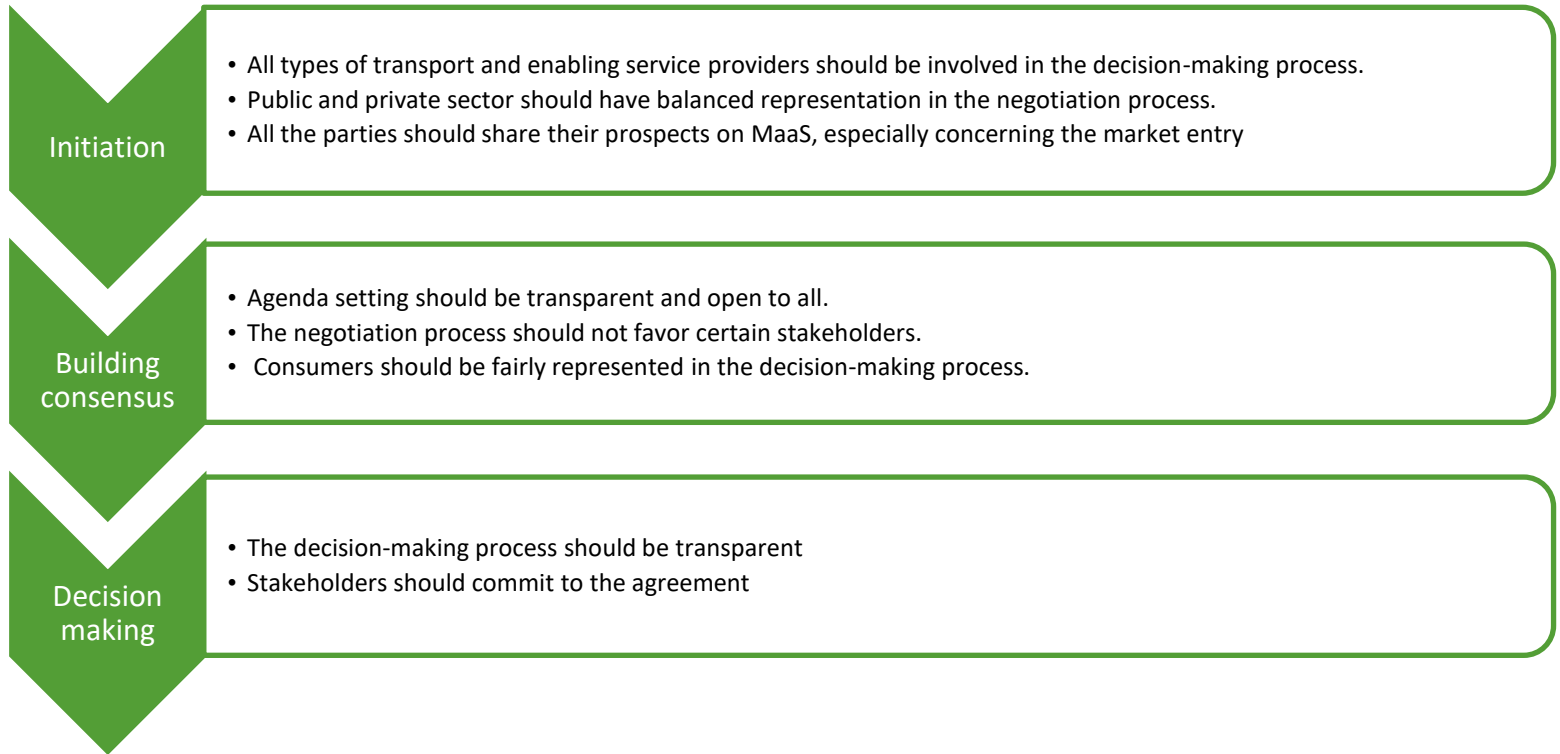 Initiation
• All types of transport and enabling service providers should be involved in the decision-making process.
• Public and private sector should have balanced representation in the negotiation process.
• All the parties should share their prospects on MaaS, especially concerning the market entry
Building
consensus
• Agenda setting should be transparent and open to all.
• The negotiation process should not favor certain stakeholders.
• Consumers should be fairly represented in the decision-making process.
Decision
making
• The decision-making process should be transparent
• Stakeholders should commit to the agreement